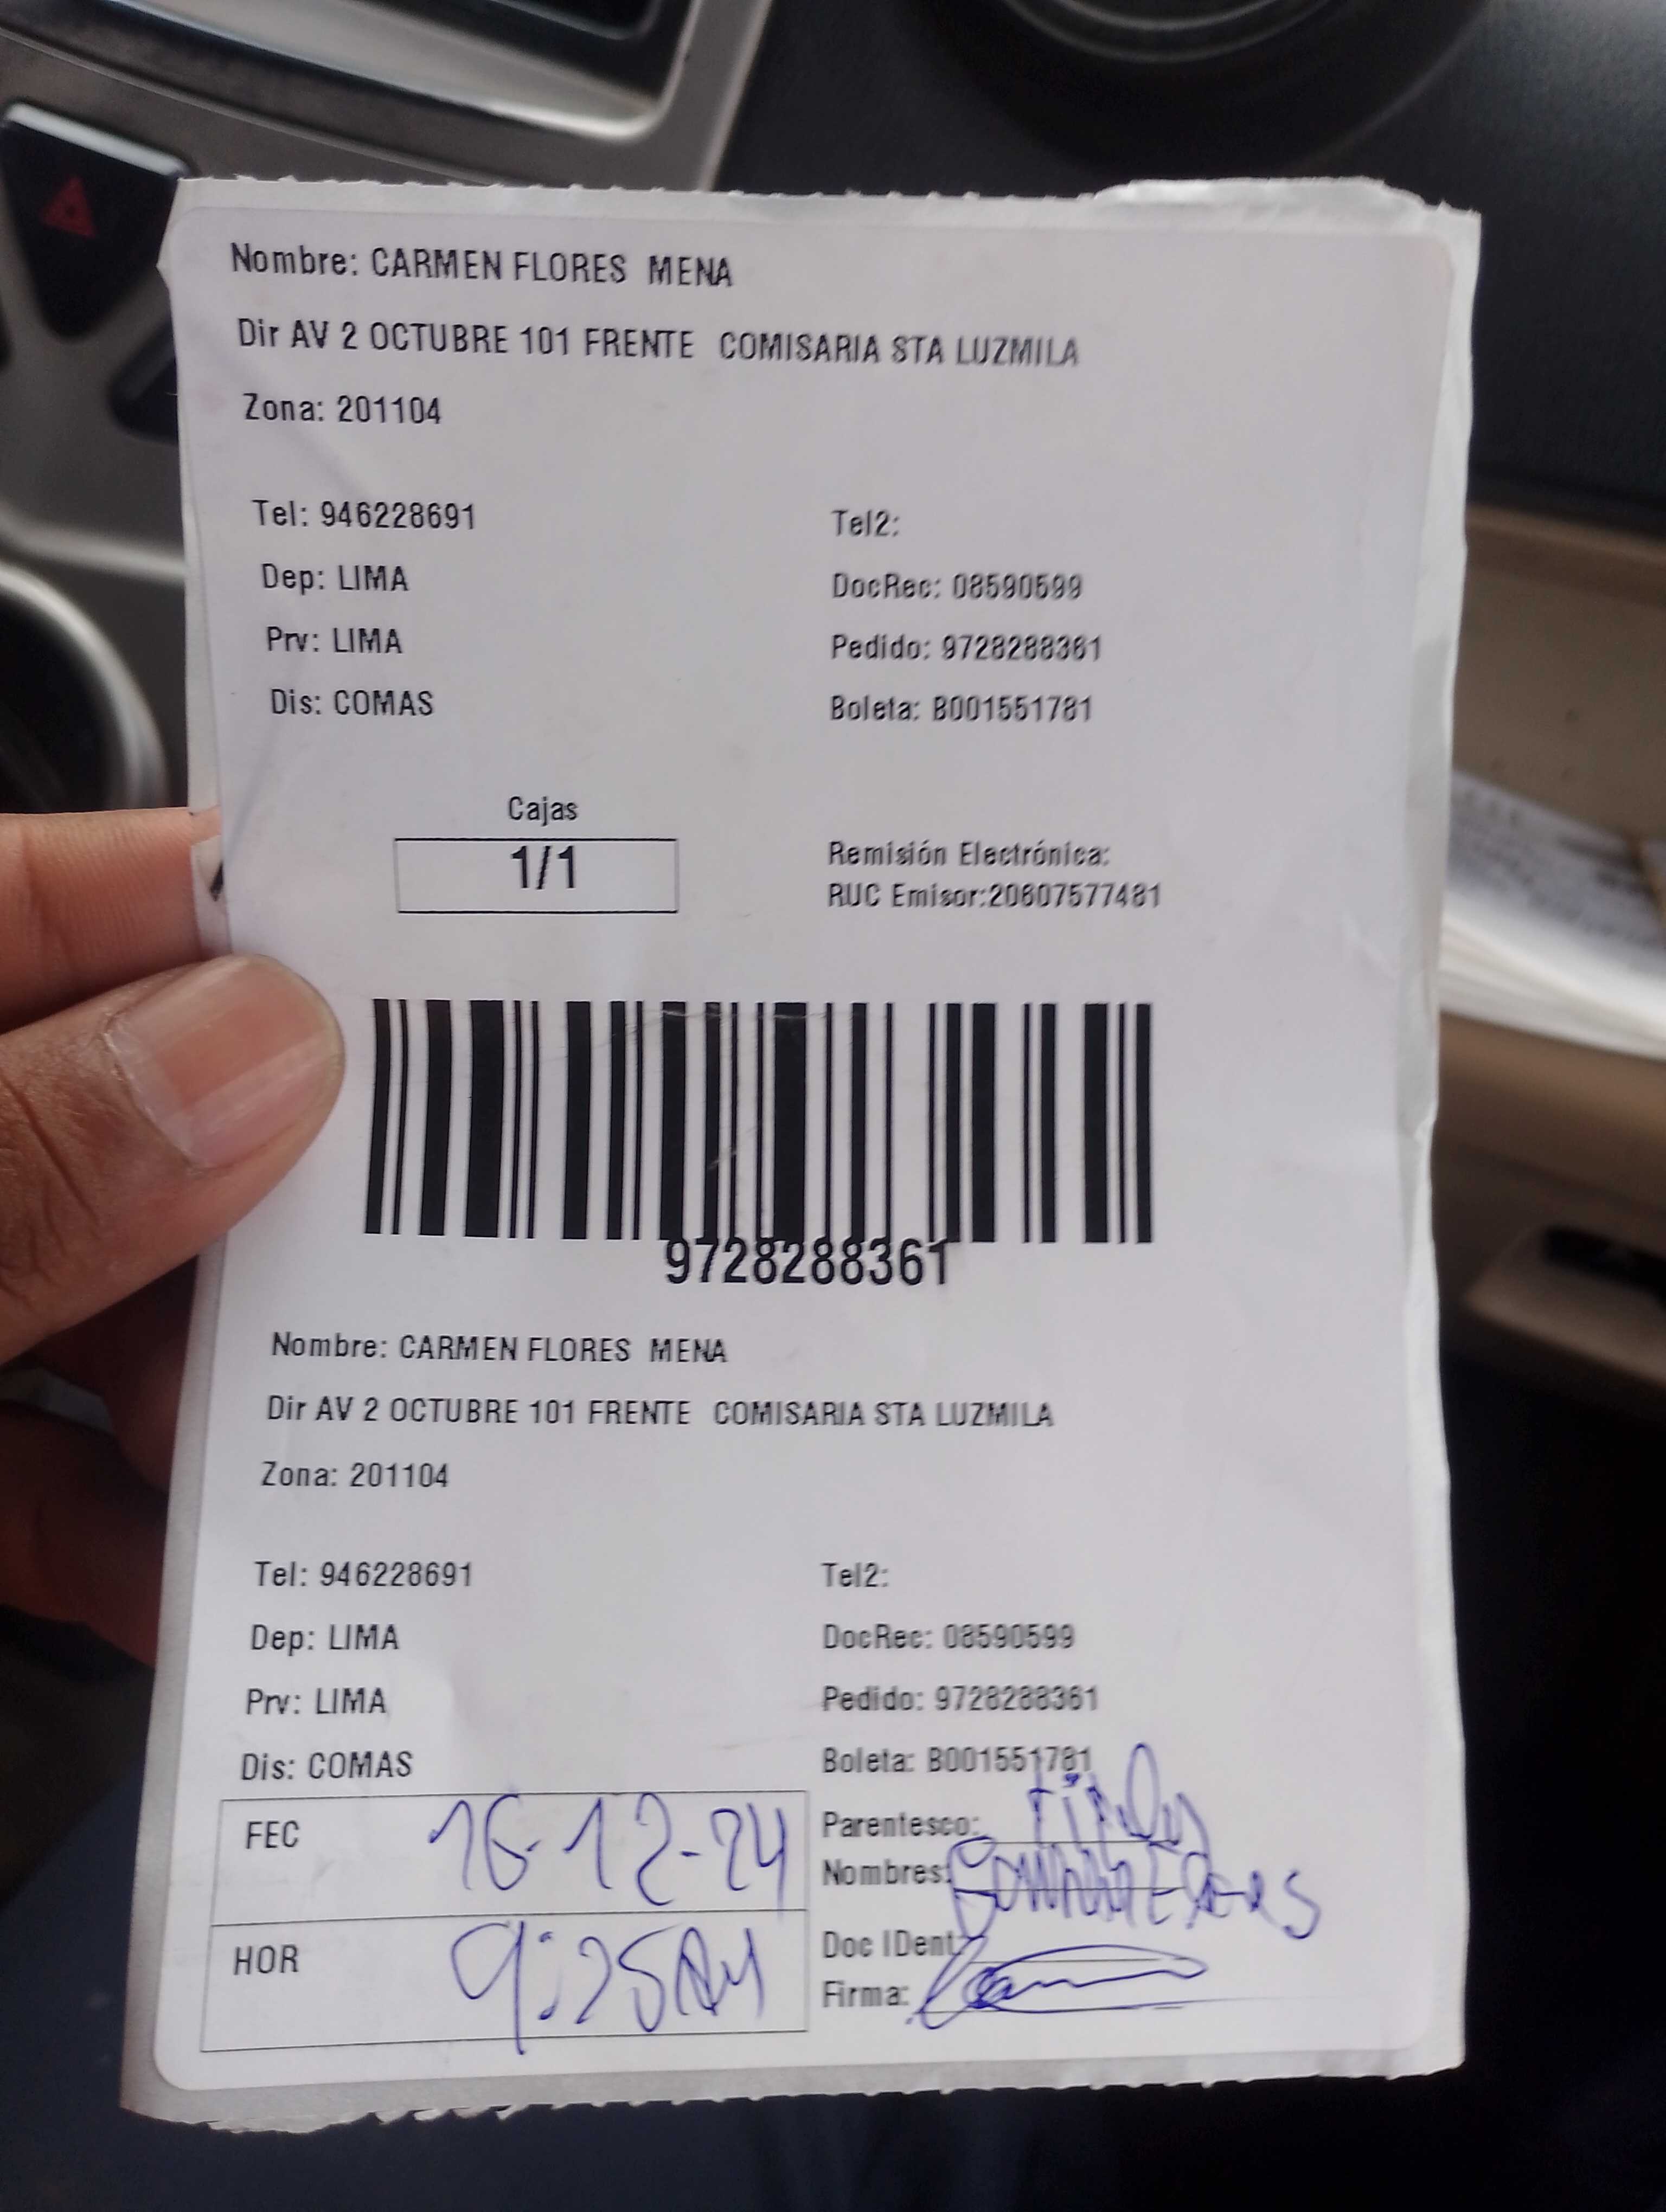 Nombre: CARMEN FLORES MENA
Dir AV 2 OCTUBRE 101 FRENTE COMISARIA STA LUZMILA
Zona: 201104
Tel: 946228691 Tel2:
Dep: LIMA DocRec: 08590599
Prv: LIMA Pedido: 9728288361
Dis: COMAS Boleta: B001551781
Cajas
1/1
Remisión Electrónica:
RUC Emisor:20607577481
9728288361
Nombre: CARMEN FLORES MENA
Dir AV 2 OCTUBRE 101 FRENTE COMISARIA STA LUZMILA
Zona: 201104
Tel: 946228691 Tel2:
Dep: LIMA DocRec: 08590599
Prv: LIMA Pedido: 9728288361
Dis: COMAS Boleta: B001551781
FEC 16-12-24
HOR 9:25AM
Parentesco:
Nombres: Flores
Doc IDent
Firma: